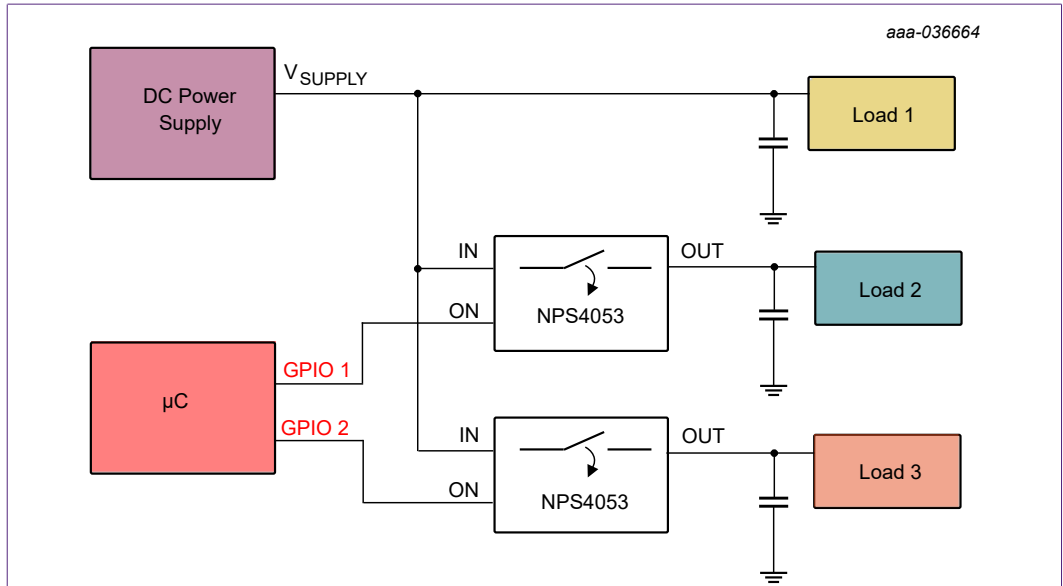 aaa-036664
DC Power
Supply
VSUPPLY
Load 1
IN
OUT
ON
NPS4053
Load 2
µC
GPIO 1
GPIO 2
IN
OUT
ON
NPS4053
Load 3